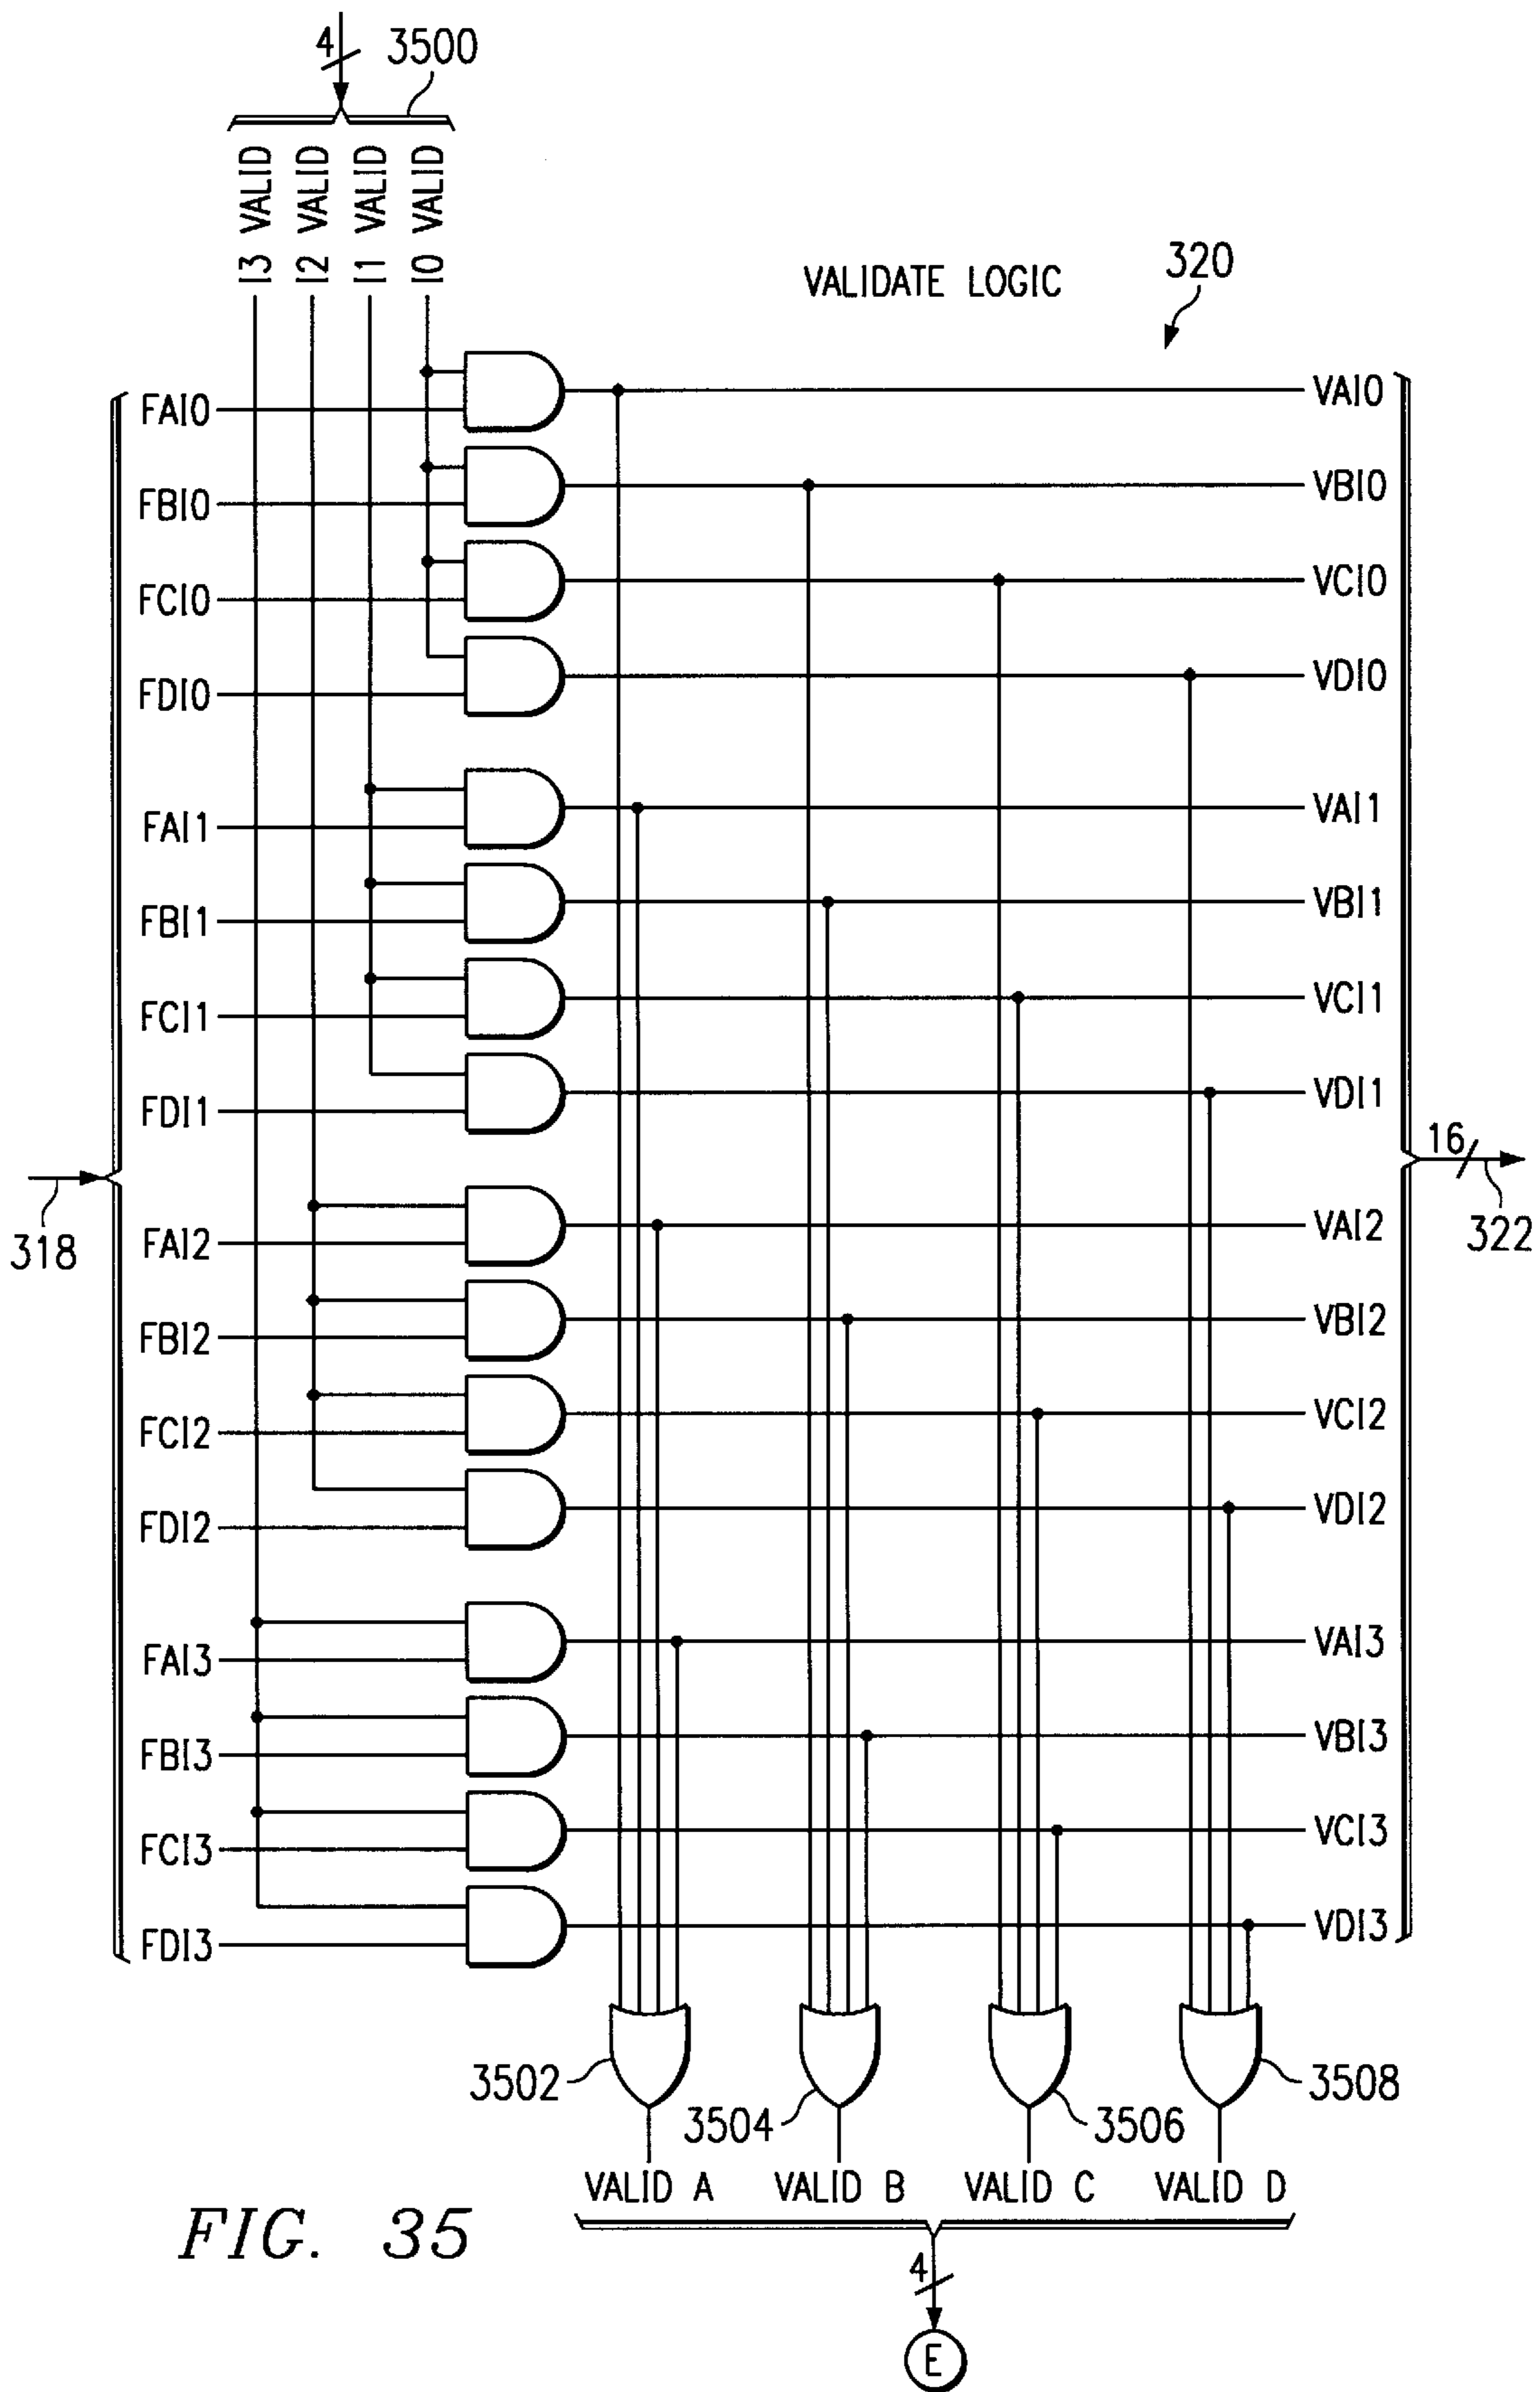 4
3500
I3 VALID
I2 VALID
I1 VALID
I0 VALID
VALIDATE LOGIC
320
FAI0
VAI0
FBI0
VBI0
FCI0
VCI0
FDI0
VDI0
FAI1
VAI1
FBI1
VBI1
FCI1
VCI1
FDI1
VDI1
318
16
322
FAI2
VAI2
FBI2
VBI2
FCI2
VCI2
FDI2
VDI2
FAI3
VAI3
FBI3
VBI3
FCI3
VCI3
FDI3
VDI3
3502
3504
3506
3508
VALID A
VALID B
VALID C
VALID D
FIG. 35
4
E